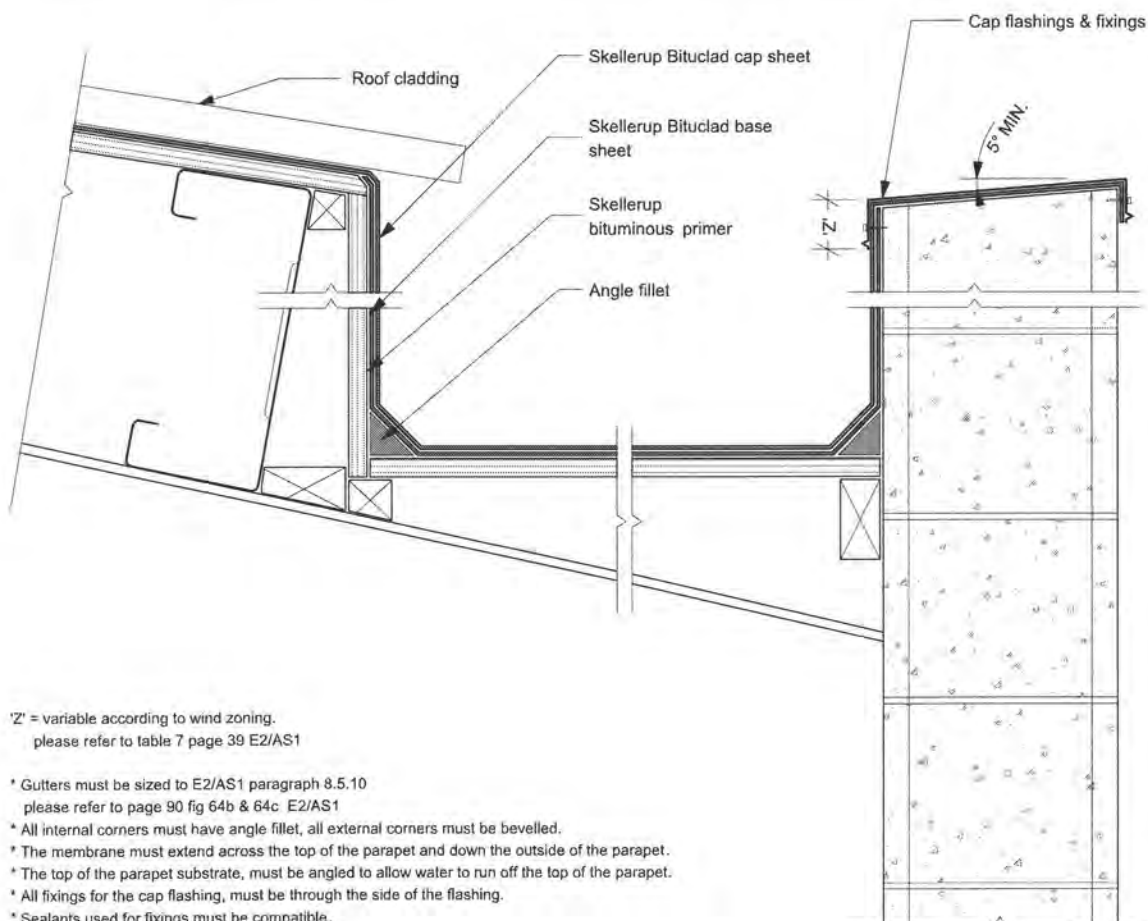 Cap flashings & fixings
Skellerup Bituclad cap sheet
Roof cladding
Skellerup Bituclad base
sheet
5° MIN.
Skellerup
bituminous primer
'Z'
Angle fillet
'Z' = variable according to wind zoning.
please refer to table 7 page 39 E2/AS1
* Gutters must be sized to E2/AS1 paragraph 8.5.10
please refer to page 90 fig 64b & 64c E2/AS1
* All internal corners must have angle fillet, all external corners must be bevelled.
* The membrane must extend across the top of the parapet and down the outside of the parapet.
* The top of the parapet substrate, must be angled to allow water to run off the top of the parapet.
* All fixings for the cap flashing, must be through the side of the flashing.
* Sealants used for fixings must be compatible.